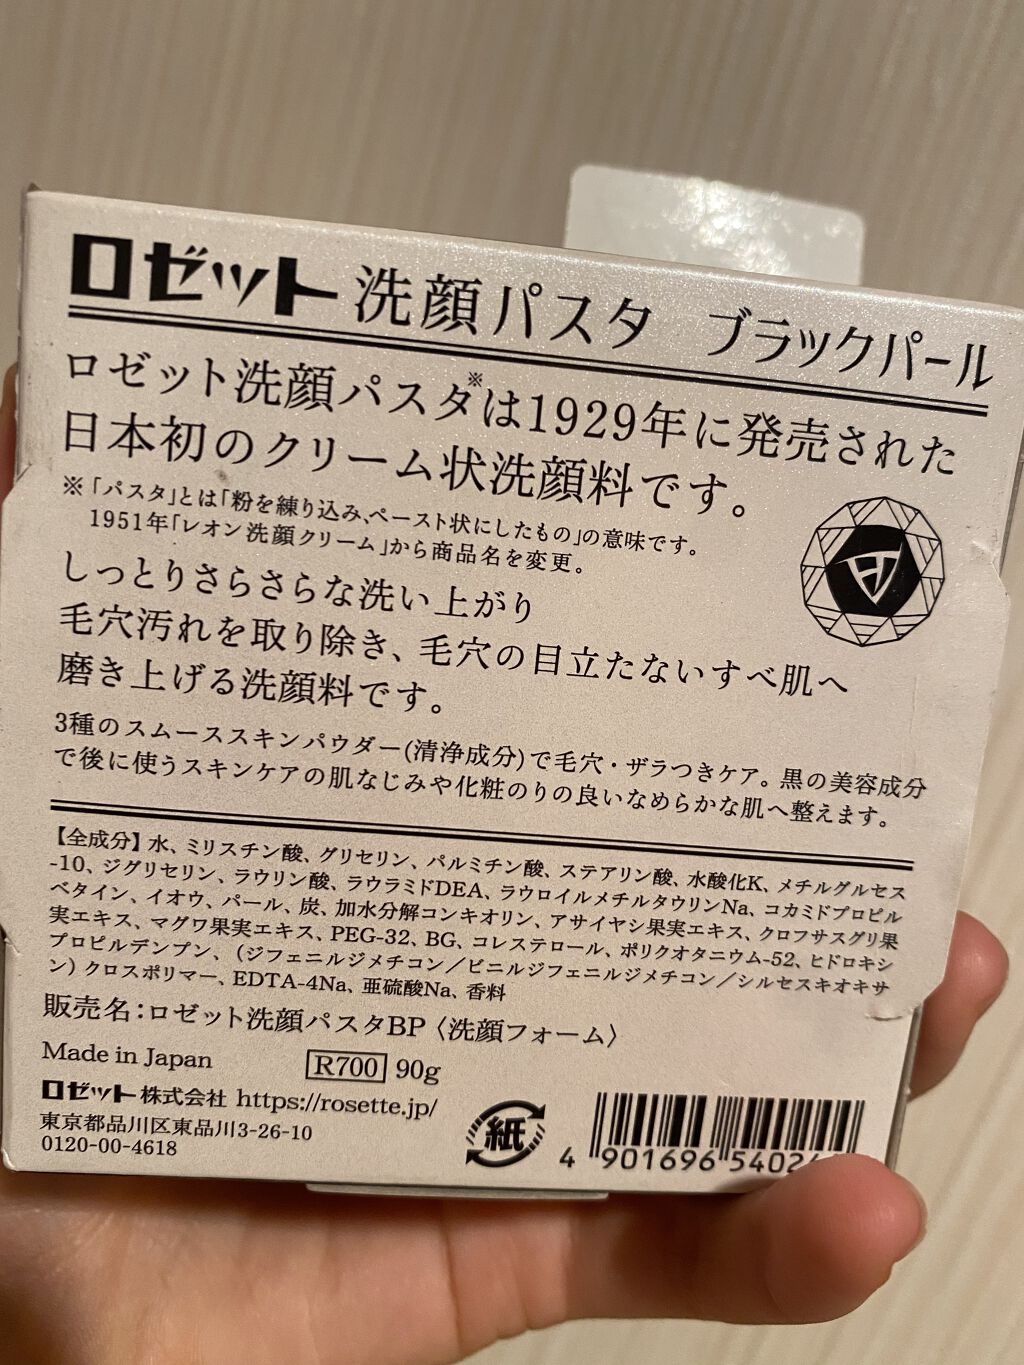 ロゼット 洗顔パスタ ブラックパール
ロゼット洗顔パスタ※は1929年に発売された
日本初のクリーム状洗顔料です。
※「パスタ」とは「粉を練り込み、ペースト状にしたもの」の意味です。
1951年「レオン洗顔クリーム」から商品名を変更。
しっとりさらさらな洗い上がり
毛穴汚れを取り除き、毛穴の目立たないすべ肌へ
磨き上げる洗顔料です。
3種のスムーススキンパウダー(清浄成分)で毛穴・ザラつきケア。黒の美容成分
で後に使うスキンケアの肌なじみや化粧のりの良いなめらかな肌へ整えます。
【全成分】水、ミリスチン酸、グリセリン、パルミチン酸、ステアリン酸、水酸化K、メチルグルセス
-10、ジグリセリン、ラウリン酸、ラウラミドDEA、ラウロイルメチルタウリンNa、コカミドプロピル
ベタイン、イオウ、パール、炭、加水分解コンキオリン、アサイヤシ果実エキス、クロフサスグリ果
実エキス、マグワ果実エキス、PEG-32、BG、コレステロール、ポリクオタニウム-52、ヒドロキシ
プロピルデンプン、(ジフェニルジメチコン/ビニルジフェニルジメチコン/シルセスキオキサ
ン)クロスポリマー、EDTA-4Na、亜硫酸Na、香料
販売名:ロゼット洗顔パスタBP〈洗顔フォーム〉
Made in Japan R700 90g
ロゼット株式会社 https://rosette.jp/
東京都品川区東品川3-26-10
0120-00-4618
紙
4 901696 5402